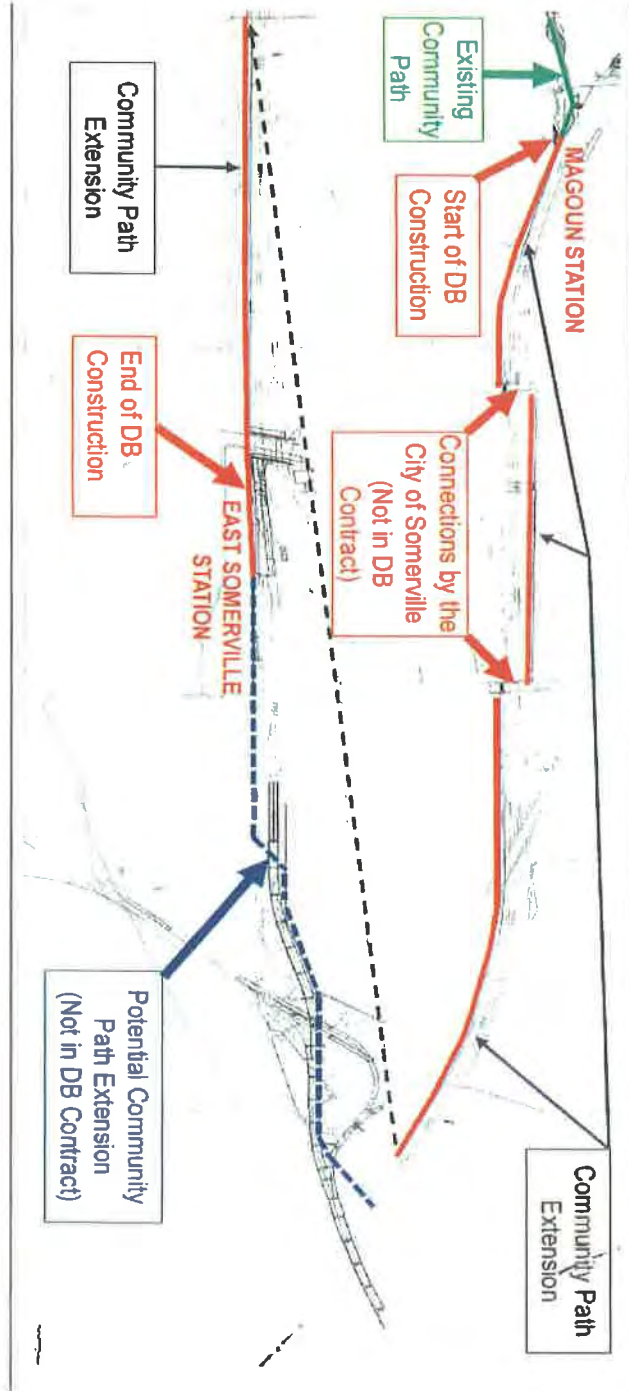 Existing
Community
Path
MAGOUN STATION
Start of DB
Construction
Connections by the
City of Somerville
(Not in DB
Contract)
Community Path
Extension
Community Path
Extension
End of DB
Construction
EAST SOMERVILLE
STATION
Potential Community
Path Extension
(Not in DB Contract)